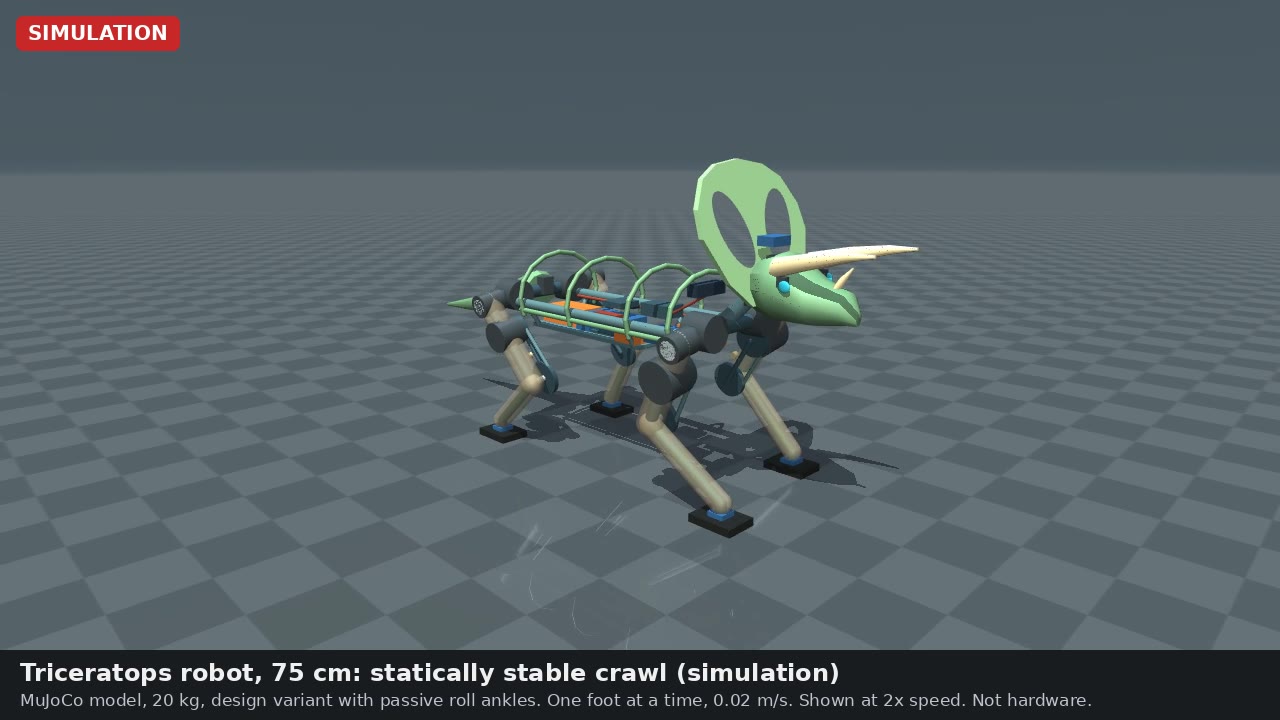 SIMULATION
Triceratops robot, 75 cm: statically stable crawl (simulation)
MuJoCo model, 20 kg, design variant with passive roll ankles. One foot at a time, 0.02 m/s. Shown at 2x speed. Not hardware.